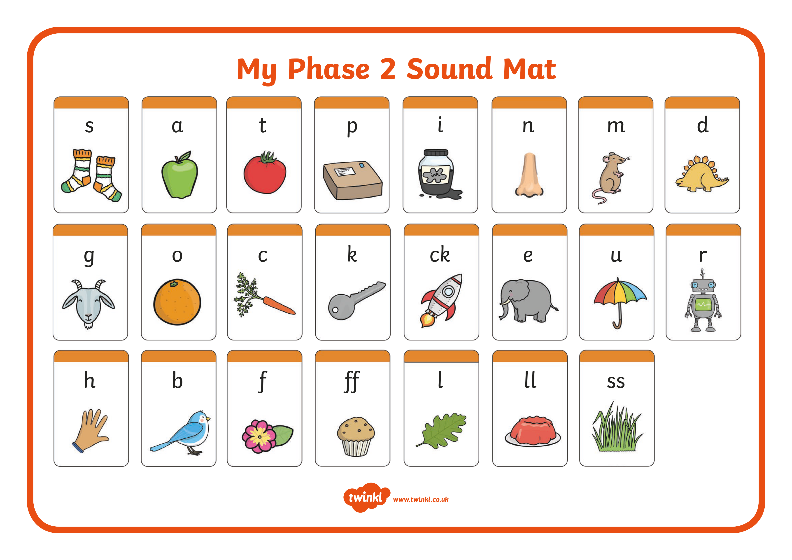 My Phase 2 Sound Mat
s a t p i n m d
g o c k ck e u r
h b f ff l ll ss
twinkl www.twinkl.co.uk